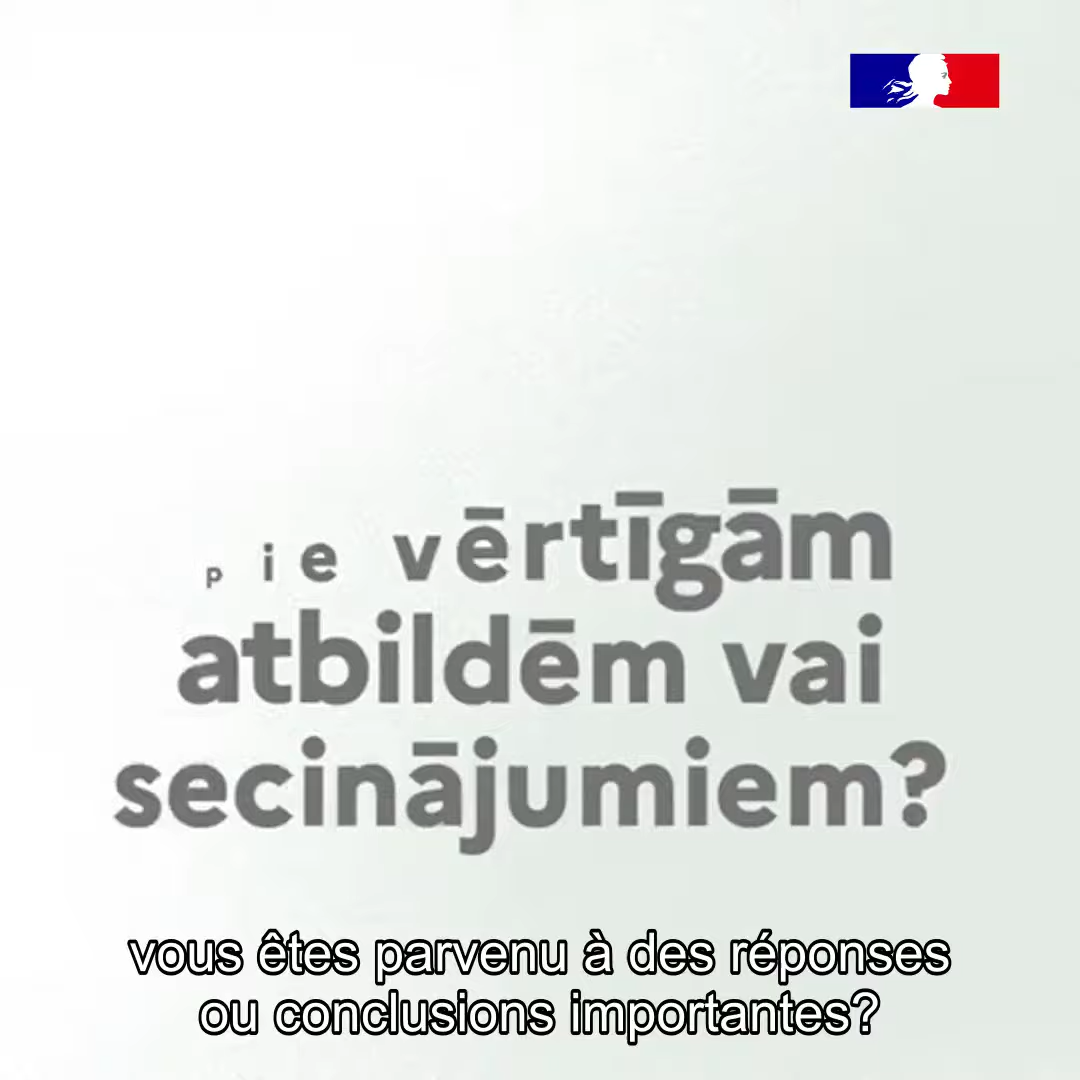 pie vērtīgām
atbildēm vai
secinājumiem?
vous êtes parvenu à des réponses
ou conclusions importantes?